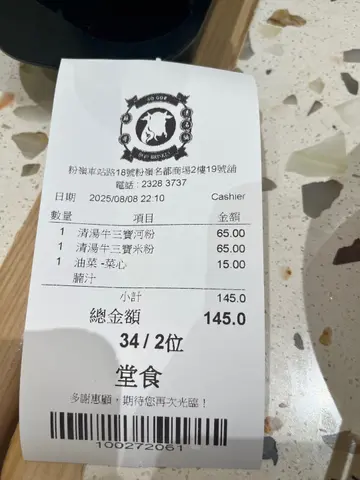 粉嶺車站路18號粉嶺名都商場2樓19號舖
電話 : 2328 3737
日期 2025/08/08 22:10 Cashier
數量 項目 金額
1 清湯牛三寶河粉 65.00
1 清湯牛三寶米粉 65.00
1 油菜 -菜心 15.00
腩汁
小計 145.0
總金額 145.0
34 / 2位
堂食
多謝惠顧，期待您再次光臨！
100272061